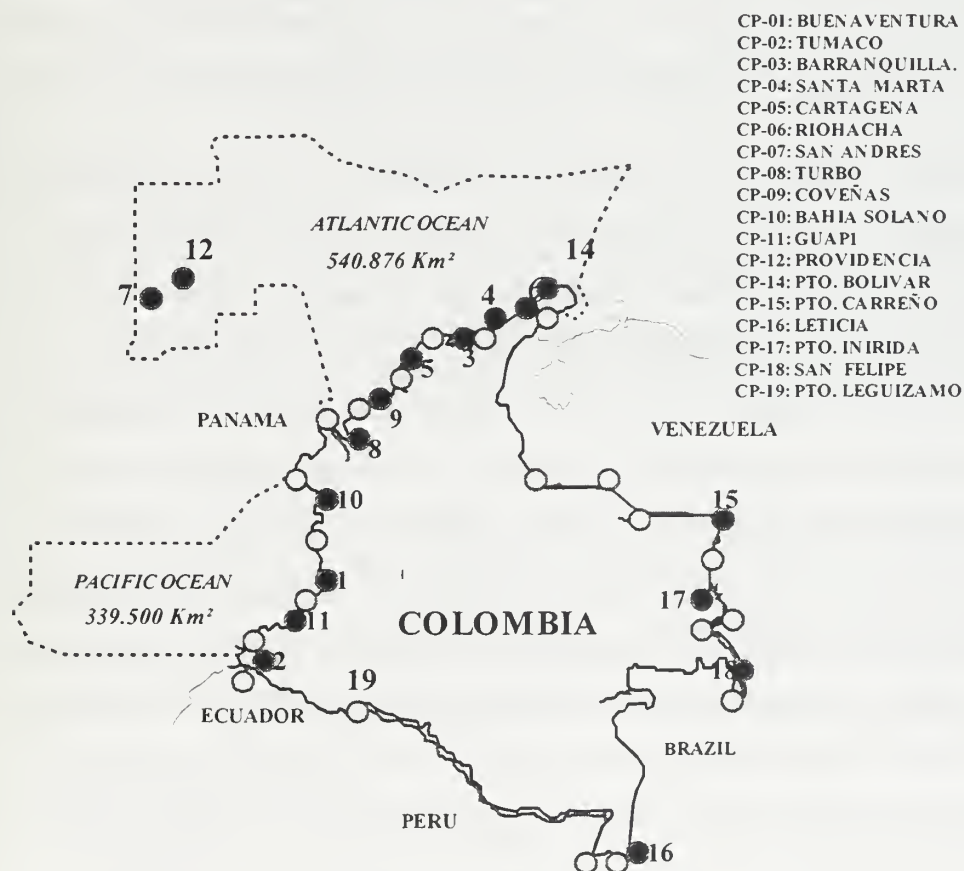 CP-01: BUENAVENTURA
CP-02: TUMACO
CP-03: BARRANQUILLA.
CP-04: SANTA MARTA
CP-05: CARTAGENA
CP-06: RIOHACHA
CP-07: SAN ANDRES
CP-08: TURBO
CP-09: COVEÑAS
CP-10: BAHIA SOLANO
CP-11: GUAPI
CP-12: PROVIDENCIA
CP-14: PTO. BOLIVAR
CP-15: PTO. CARREÑO
CP-16: LETICIA
CP-17: PTO. INIRIDA
CP-18: SAN FELIPE
CP-19: PTO. LEGUIZAMO
ATLANTIC OCEAN
540.876 Km²
12
14
7
4
3
5
9
PANAMA
8
VENEZUELA
10
15
PACIFIC OCEAN
339.500 Km²
1
17
11
COLOMBIA
2
18
19
ECUADOR
BRAZIL
PERU
16